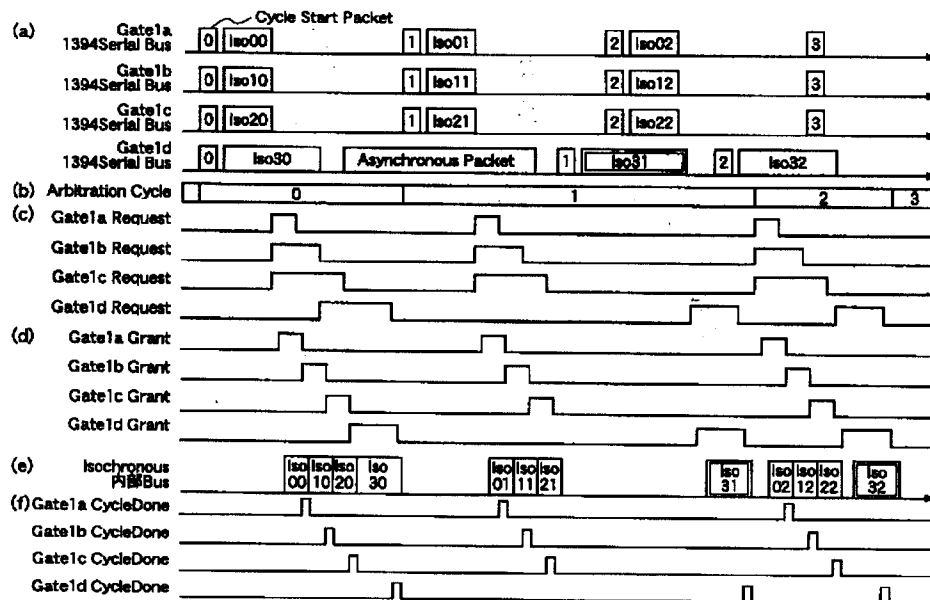 Cycle Start Packet
(a) Gate1a 1394Serial Bus 0 Iso00 1 Iso01 2 Iso02 3
Gate1b 1394Serial Bus 0 Iso10 1 Iso11 2 Iso12 3
Gate1c 1394Serial Bus 0 Iso20 1 Iso21 2 Iso22 3
Gate1d 1394Serial Bus 0 Iso30 Asynchronous Packet 1 Iso31 2 Iso32
(b) Arbitration Cycle 0 1 2 3
(c) Gate1a Request
Gate1b Request
Gate1c Request
Gate1d Request
(d) Gate1a Grant
Gate1b Grant
Gate1c Grant
Gate1d Grant
(e) Isochronous 内部Bus Iso 00 Iso 10 Iso 20 Iso 30 Iso 01 Iso 11 Iso 21 Iso 31 Iso 02 Iso 12 Iso 22 Iso 32
(f) Gate1a CycleDone
Gate1b CycleDone
Gate1c CycleDone
Gate1d CycleDone